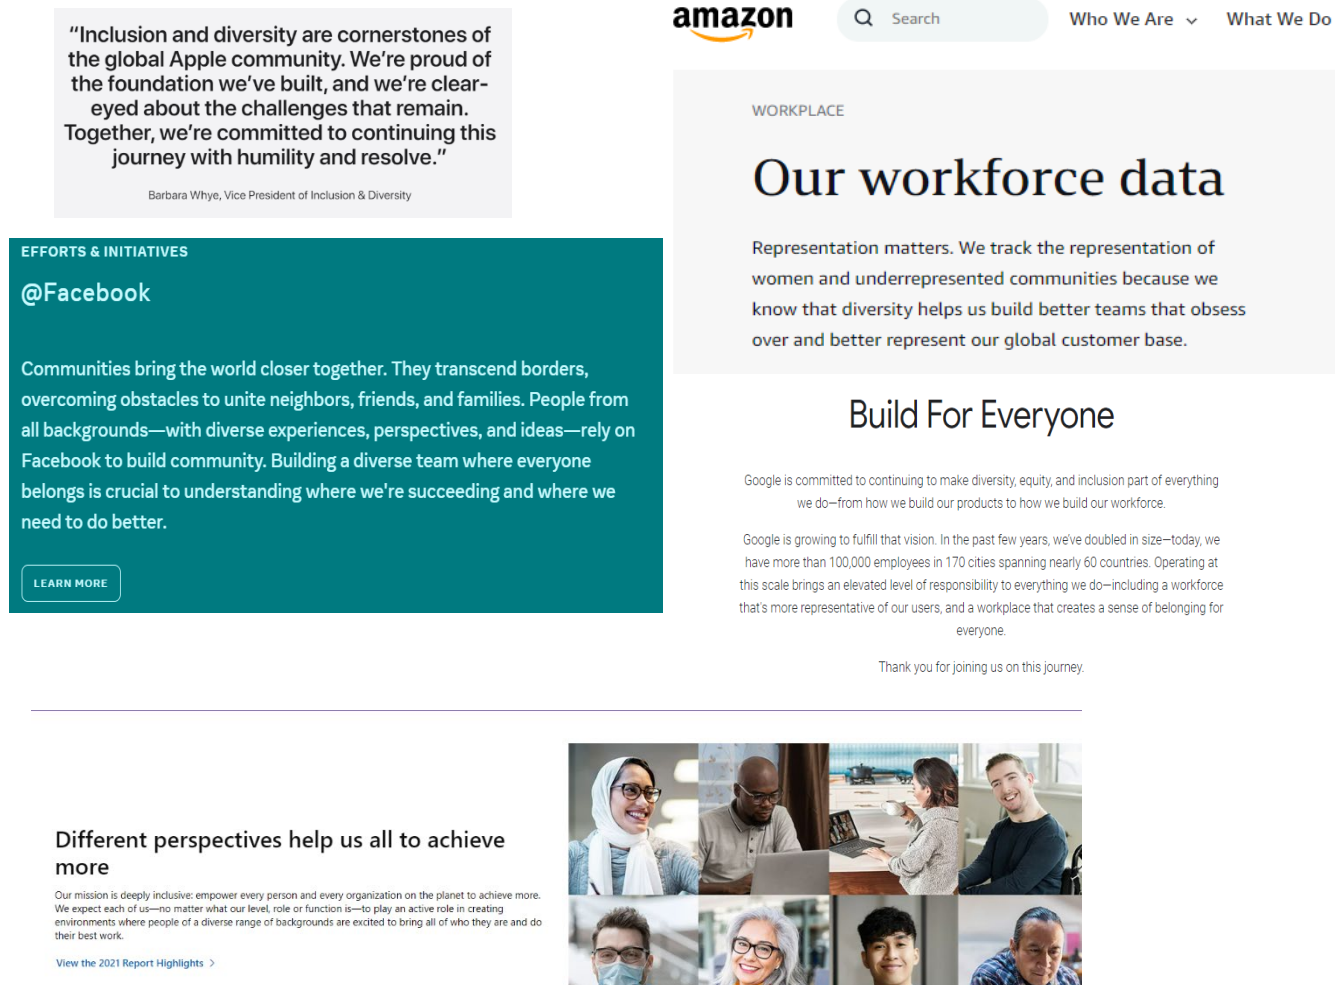 “Inclusion and diversity are cornerstones of
the global Apple community. We’re proud of
the foundation we’ve built, and we’re clear-
eyed about the challenges that remain.
Together, we’re committed to continuing this
journey with humility and resolve.”
Barbara Whye, Vice President of Inclusion & Diversity
amazon
Search
Who We Are
What We Do
WORKPLACE
Our workforce data
Representation matters. We track the representation of
women and underrepresented communities because we
know that diversity helps us build better teams that obsess
over and better represent our global customer base.
EFFORTS & INITIATIVES
@Facebook
Communities bring the world closer together. They transcend borders,
overcoming obstacles to unite neighbors, friends, and families. People from
all backgrounds—with diverse experiences, perspectives, and ideas—rely on
Facebook to build community. Building a diverse team where everyone
belongs is crucial to understanding where we're succeeding and where we
need to do better.
LEARN MORE
Build For Everyone
Google is committed to continuing to make diversity, equity, and inclusion part of everything
we do—from how we build our products to how we build our workforce.
Google is growing to fulfill that vision. In the past few years, we’ve doubled in size—today, we
have more than 100,000 employees in 170 cities spanning nearly 60 countries. Operating at
this scale brings an elevated level of responsibility to everything we do—including a workforce
that’s more representative of our users, and a workplace that creates a sense of belonging for
everyone.
Thank you for joining us on this journey.
Different perspectives help us all to achieve
more
Our mission is deeply inclusive: empower every person and every organization on the planet to achieve more.
We expect each of us—no matter what our level, role or function is—to play an active role in creating
environments where people of a diverse range of backgrounds are excited to bring all of who they are and do
their best work.
View the 2021 Report Highlights >